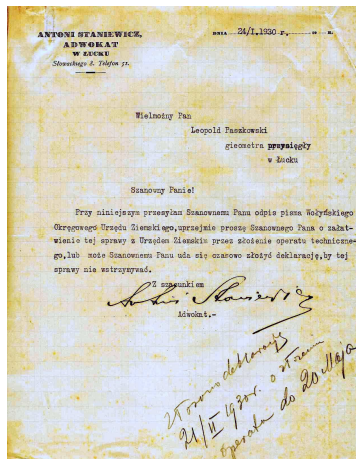 ANTONI STANIEWICZ,
ADWOKAT
W ŁUCKU
Słowackiego 8. Telefon 51.
DNIA 24/I.1930 r.
Wielmożny Pan
Leopold Paszkowski
gieometra przysięgły
w Łucku
Szanowny Panie!
Przy niniejszym przesyłam Szanownemu Panu odpis pisma Wołyńskiego
Okręgowego Urzędu Ziemskiego,uprzejmie proszę Szanownego Pana o załat-
wienie tej sprawy z Urzędem Ziemskim przez złożenie operatu techniczne-
go,lub może Szanownemu Panu uda się czasowo złożyć deklarację,by tej
sprawy nie wstrzymywać.
Z szacunkiem
Antoni Staniewicz
Adwokat.-
złożono deklarację
21/II 1930r. o złożeniu
operatu do 20 Maja